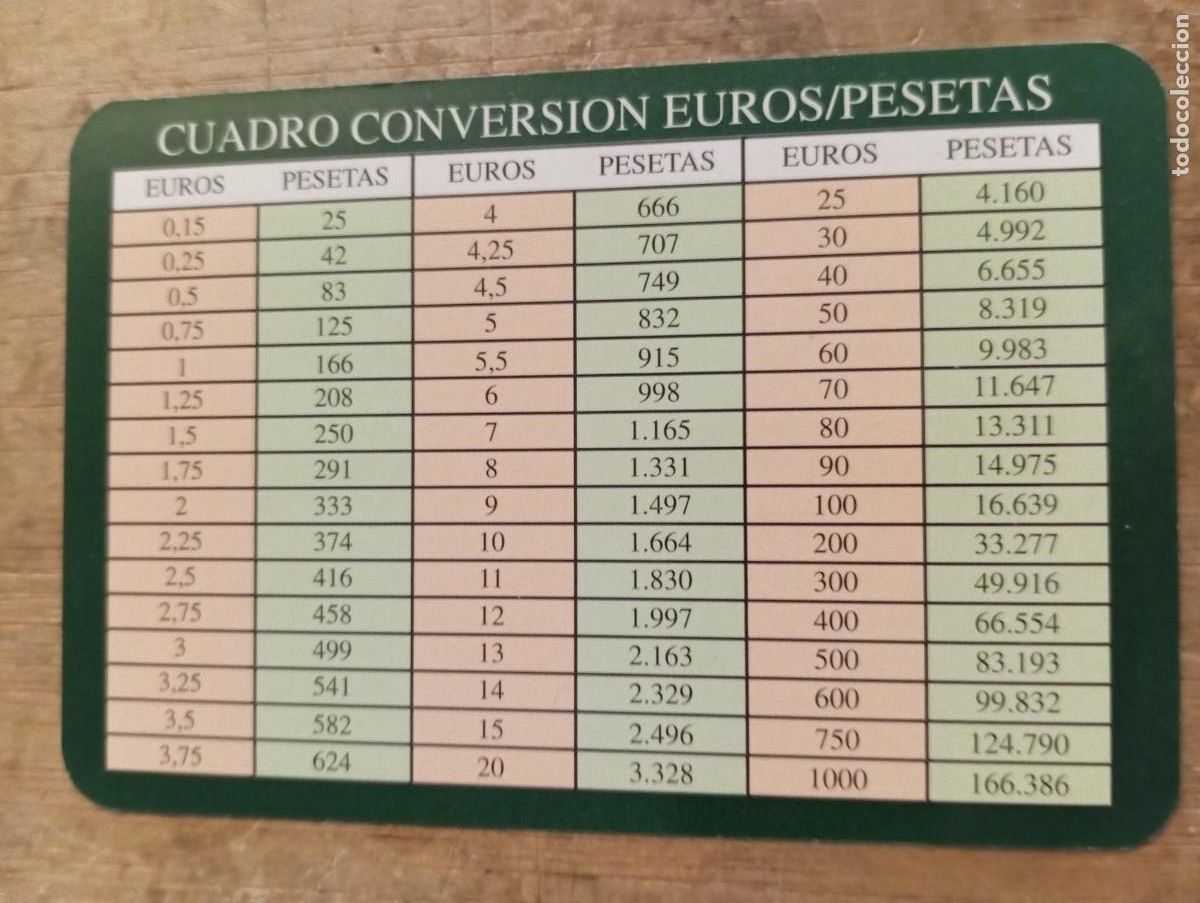 CUADRO CONVERSION EUROS/PESETAS
EUROS PESETAS EUROS PESETAS EUROS PESETAS
0,15 25 4 666 25 4.160
0,25 42 4,25 707 30 4.992
0,5 83 4,5 749 40 6.655
0,75 125 5 832 50 8.319
1 166 5,5 915 60 9.983
1,25 208 6 998 70 11.647
1,5 250 7 1.165 80 13.311
1,75 291 8 1.331 90 14.975
2 333 9 1.497 100 16.639
2,25 374 10 1.664 200 33.277
2,5 416 11 1.830 300 49.916
2,75 458 12 1.997 400 66.554
3 499 13 2.163 500 83.193
3,25 541 14 2.329 600 99.832
3,5 582 15 2.496 750 124.790
3,75 624 20 3.328 1000 166.386
todocoleccion